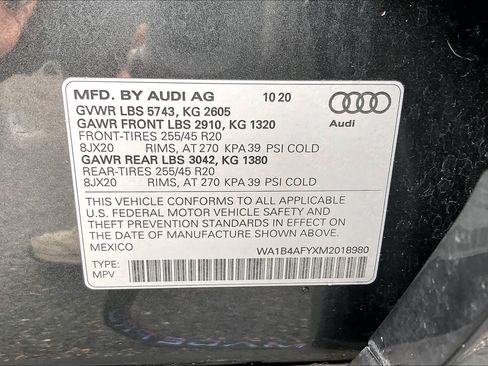 MFD. BY AUDI AG 10 20
GVWR LBS 5743, KG 2605
GAWR FRONT LBS 2910, KG 1320
FRONT-TIRES 255/45 R20
8JX20 RIMS, AT 270 KPA 39 PSI COLD
GAWR REAR LBS 3042, KG 1380
REAR-TIRES 255/45 R20
8JX20 RIMS, AT 270 KPA 39 PSI COLD
Audi
THIS VEHICLE CONFORMS TO ALL APPLICABLE
U.S. FEDERAL MOTOR VEHICLE SAFETY AND
THEFT PREVENTION STANDARDS IN EFFECT ON
THE DATE OF MANUFACTURE SHOWN ABOVE.
MEXICO WA1B4AFYXM2018980
TYPE:
MPV